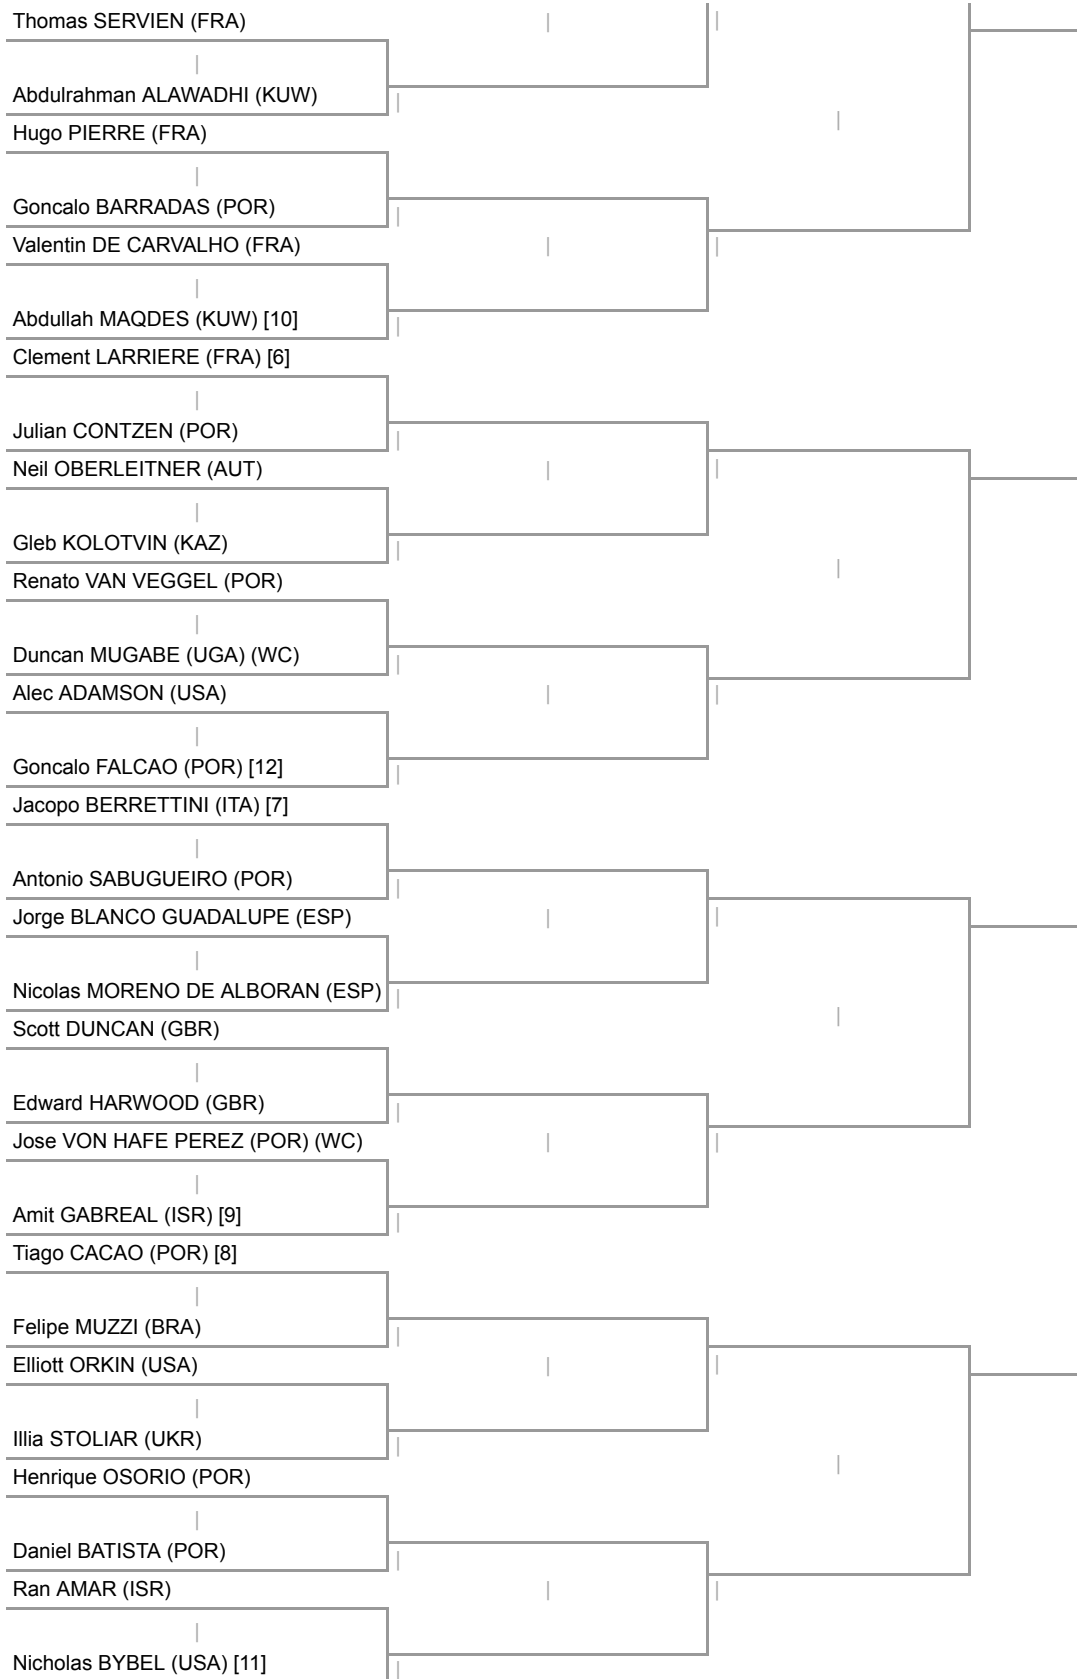 Thomas SERVIEN (FRA)
Abdulrahman ALAWADHI (KUW)
Hugo PIERRE (FRA)
Goncalo BARRADAS (POR)
Valentin DE CARVALHO (FRA)
Abdullah MAQDES (KUW) [10]
Clement LARRIERE (FRA) [6]
Julian CONTZEN (POR)
Neil OBERLEITNER (AUT)
Gleb KOLOTVIN (KAZ)
Renato VAN VEGGEL (POR)
Duncan MUGABE (UGA) (WC)
Alec ADAMSON (USA)
Goncalo FALCAO (POR) [12]
Jacopo BERRETTINI (ITA) [7]
Antonio SABUGUEIRO (POR)
Jorge BLANCO GUADALUPE (ESP)
Nicolas MORENO DE ALBORAN (ESP)
Scott DUNCAN (GBR)
Edward HARWOOD (GBR)
Jose VON HAFE PEREZ (POR) (WC)
Amit GABREAL (ISR) [9]
Tiago CACAO (POR) [8]
Felipe MUZZI (BRA)
Elliott ORKIN (USA)
Illia STOLIAR (UKR)
Henrique OSORIO (POR)
Daniel BATISTA (POR)
Ran AMAR (ISR)
Nicholas BYBEL (USA) [11]